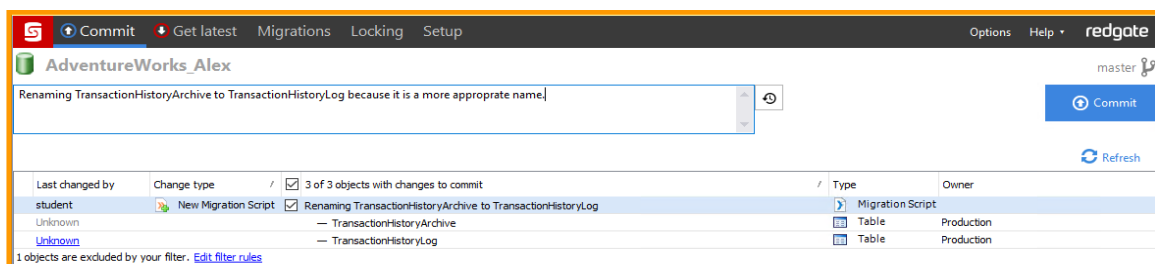 Commit Get latest Migrations Locking Setup Options Help redgate
AdventureWorks_Alex master
Renaming TransactionHistoryArchive to TransactionHistoryLog because it is a more approprate name.
Commit
Refresh
Last changed by Change type / 3 of 3 objects with changes to commit / Type Owner
student New Migration Script Renaming TransactionHistoryArchive to TransactionHistoryLog Migration Script
Unknown — TransactionHistoryArchive Table Production
Unknown — TransactionHistoryLog Table Production
1 objects are excluded by your filter. Edit filter rules